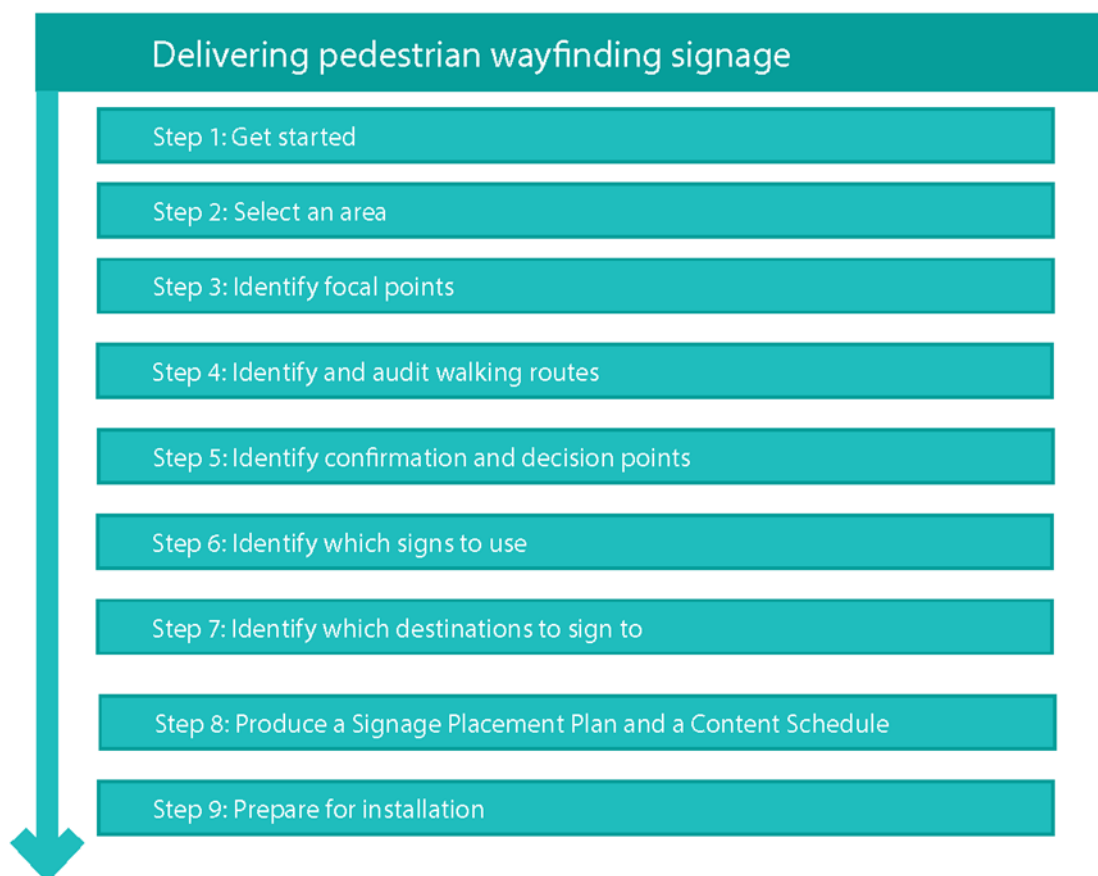 Delivering pedestrian wayfinding signage
Step 1: Get started
Step 2: Select an area
Step 3: Identify focal points
Step 4: Identify and audit walking routes
Step 5: Identify confirmation and decision points
Step 6: Identify which signs to use
Step 7: Identify which destinations to sign to
Step 8: Produce a Signage Placement Plan and a Content Schedule
Step 9: Prepare for installation